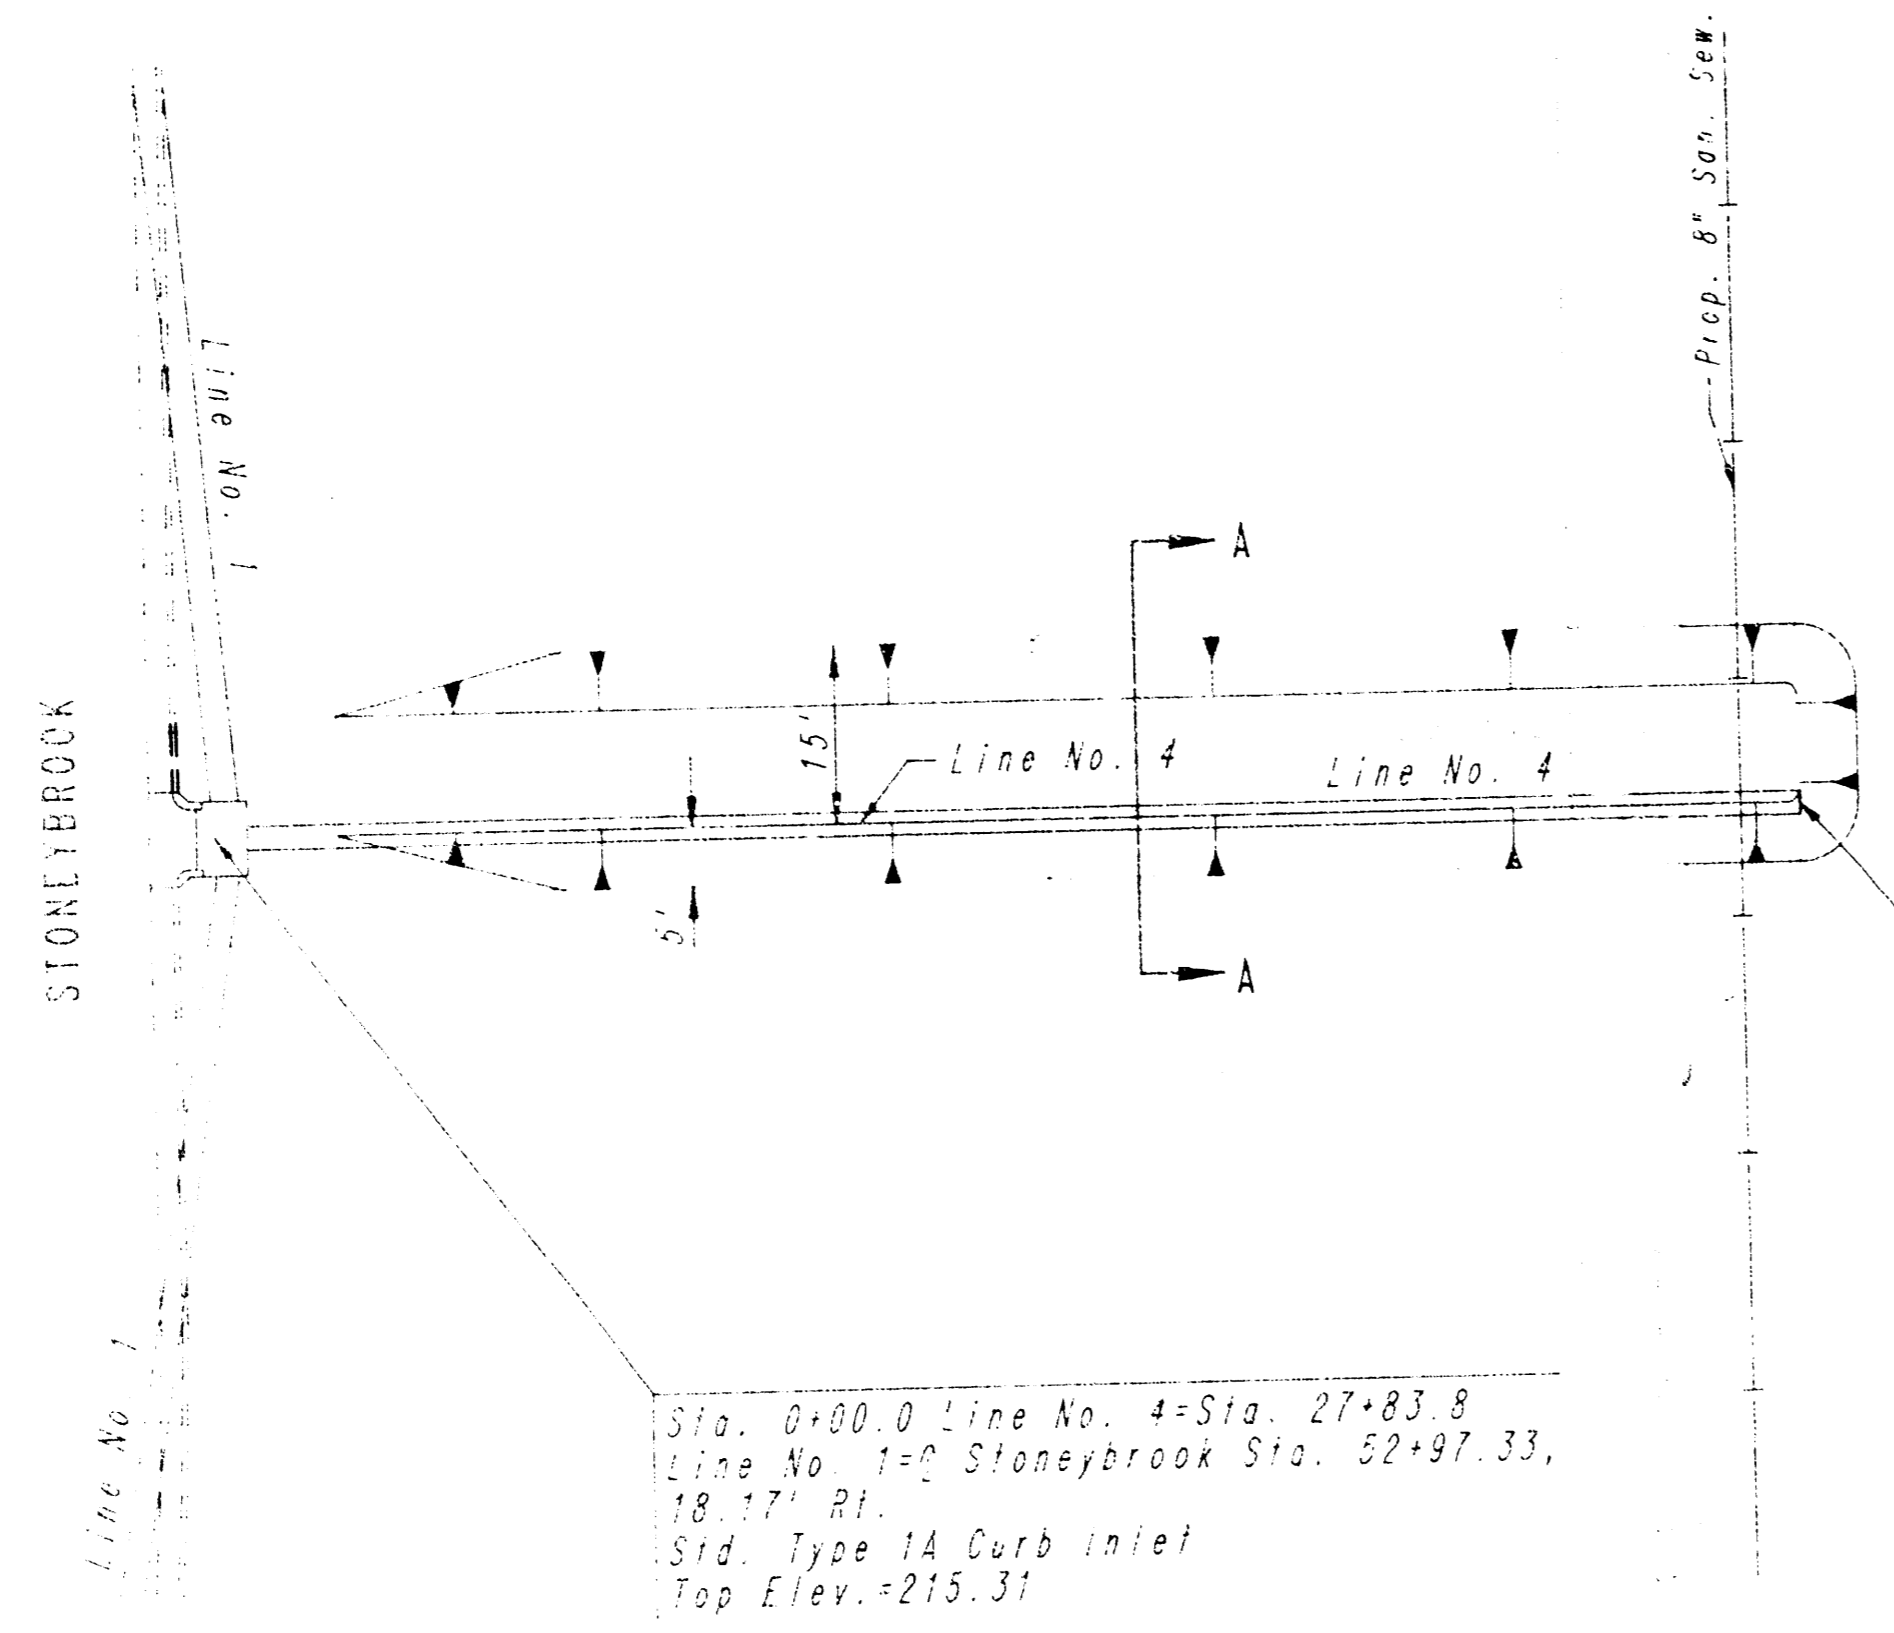 Prop. 8" San. Sew.
Line No. 1
A
STONEYBROOK
15'
Line No. 4
Line No. 4
5'
A
Line No 1
Sta. 0+00.0 Line No. 4=Sta. 27+83.8
Line No. 1=℄ Stoneybrook Sta. 52+97.33,
18.17' Rt.
Std. Type 1A Curb Inlet
Top Elev.=215.31